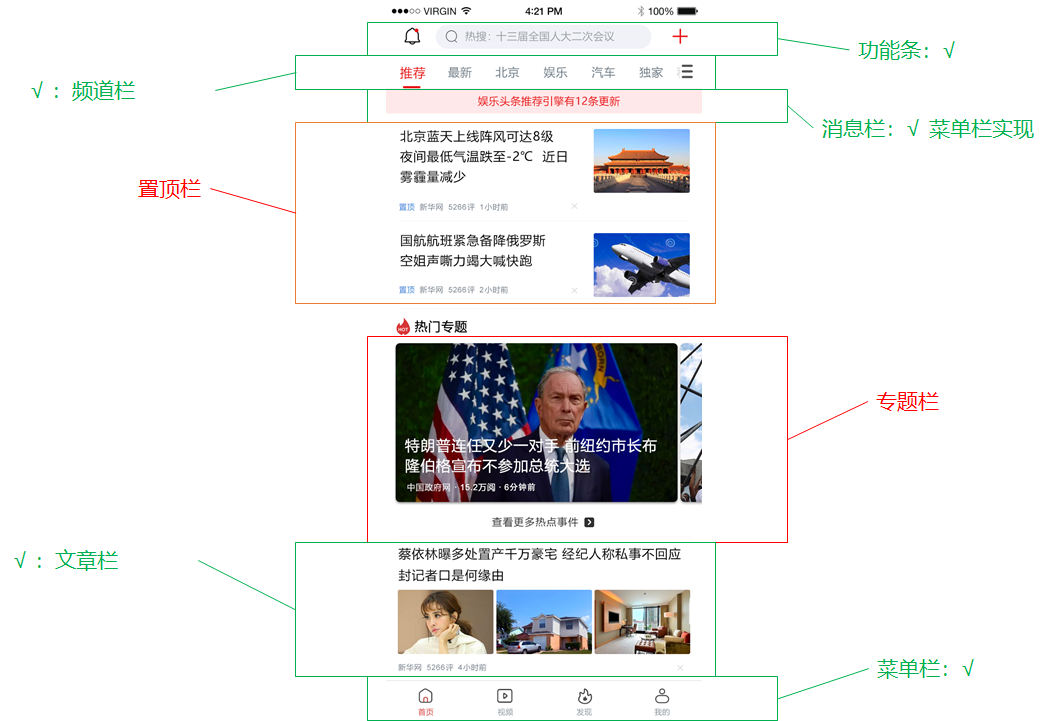 ●●●○○ VIRGIN 4:21 PM 100%
热搜：十三届全国人大二次会议
功能条：√
推荐 最新 北京 娱乐 汽车 独家
√ ：频道栏
娱乐头条推荐引擎有12条更新
消息栏：√ 菜单栏实现
北京蓝天上线阵风可达8级
夜间最低气温跌至-2℃ 近日
雾霾量减少
置顶栏
置顶 新华网 5266评 1小时前 ×
国航航班紧急备降俄罗斯
空姐声嘶力竭大喊快跑
置顶 新华网 5266评 2小时前 ×
HOT 热门专题
专题栏
特朗普连任又少一对手 前纽约市长布
隆伯格宣布不参加总统大选
中国政府网 · 15.2万阅 · 6分钟前
查看更多热点事件
√ ：文章栏
蔡依林曝多处置产千万豪宅 经纪人称私事不回应
封记者口是何缘由
新华网 5266评 4小时前 ×
菜单栏：√
首页 视频 发现 我的